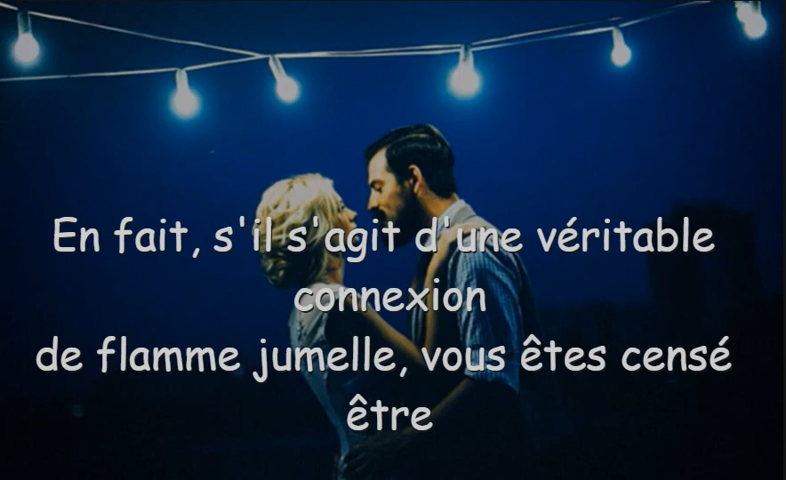 En fait, s'il s'agit d'une véritable
connexion
de flamme jumelle, vous êtes censé
être